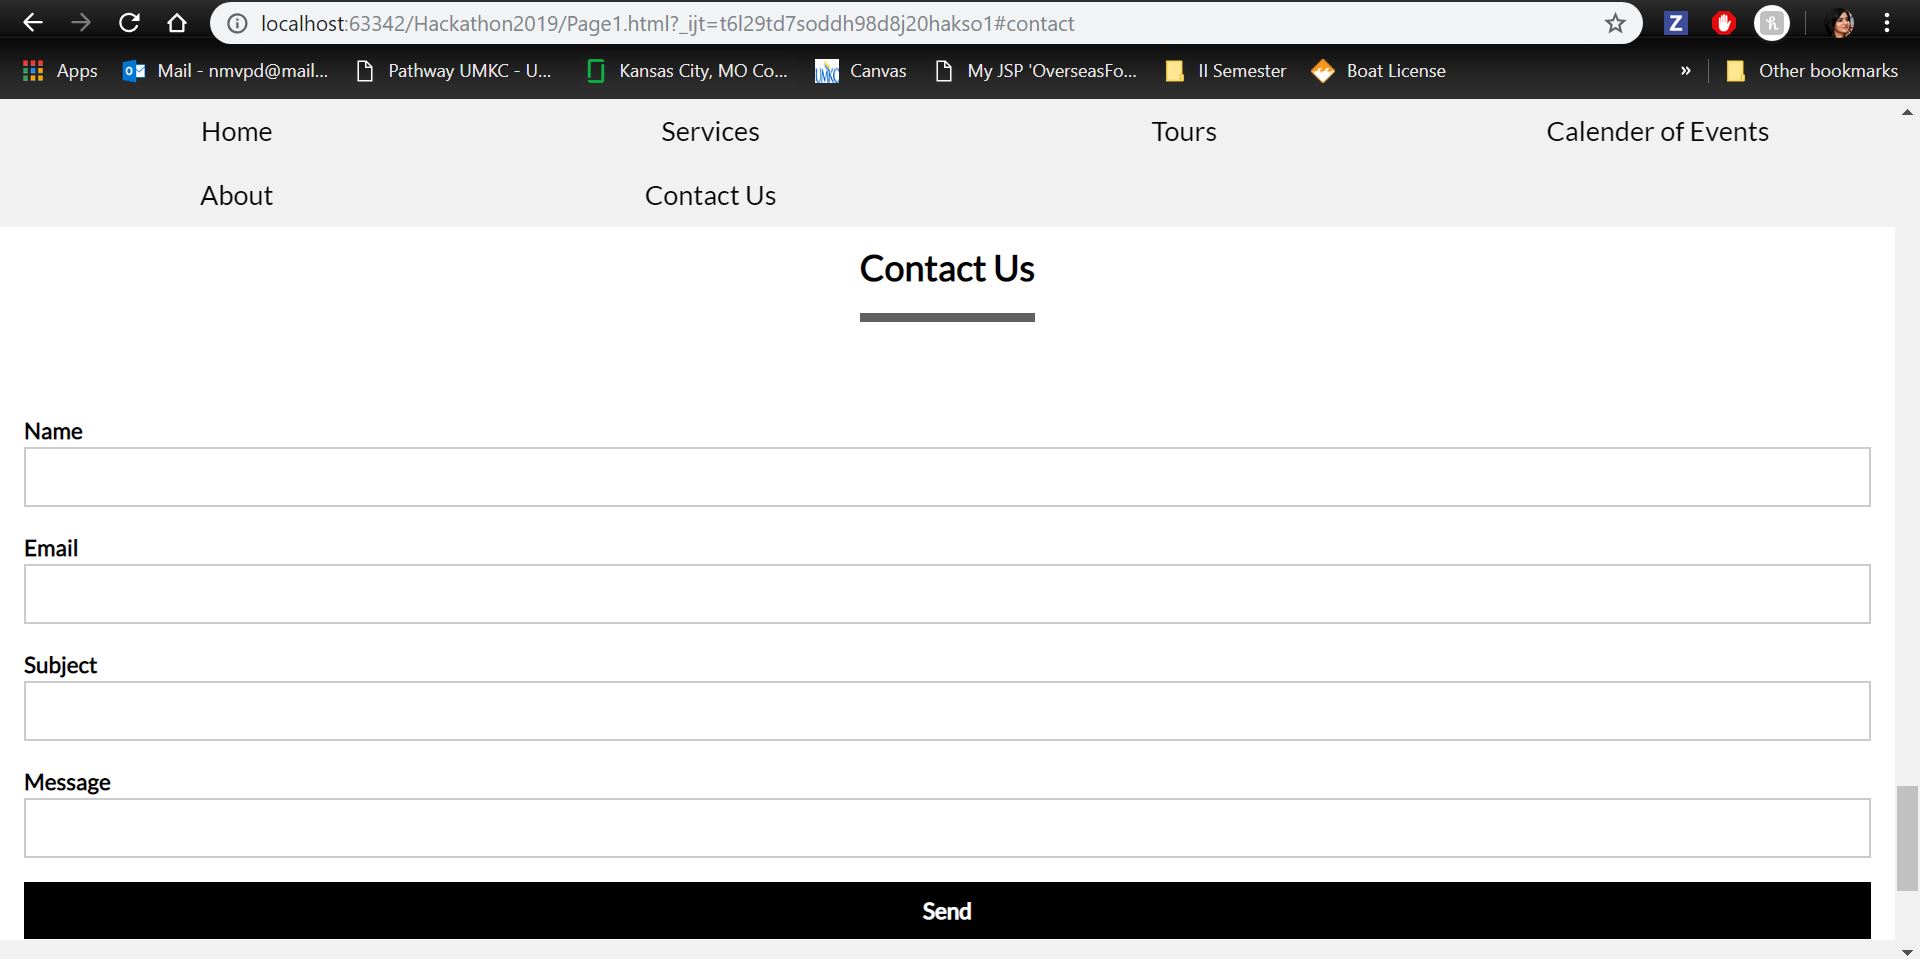 localhost:63342/Hackathon2019/Page1.html?_ijt=t6l29td7soddh98d8j20hakso1#contact
Z h
Apps Mail - nmvpd@mail... Pathway UMKC - U... Kansas City, MO Co... UMKC Canvas My JSP 'OverseasFo... II Semester Boat License » Other bookmarks
Home Services Tours Calender of Events
About Contact Us
Contact Us
Name
Email
Subject
Message
Send